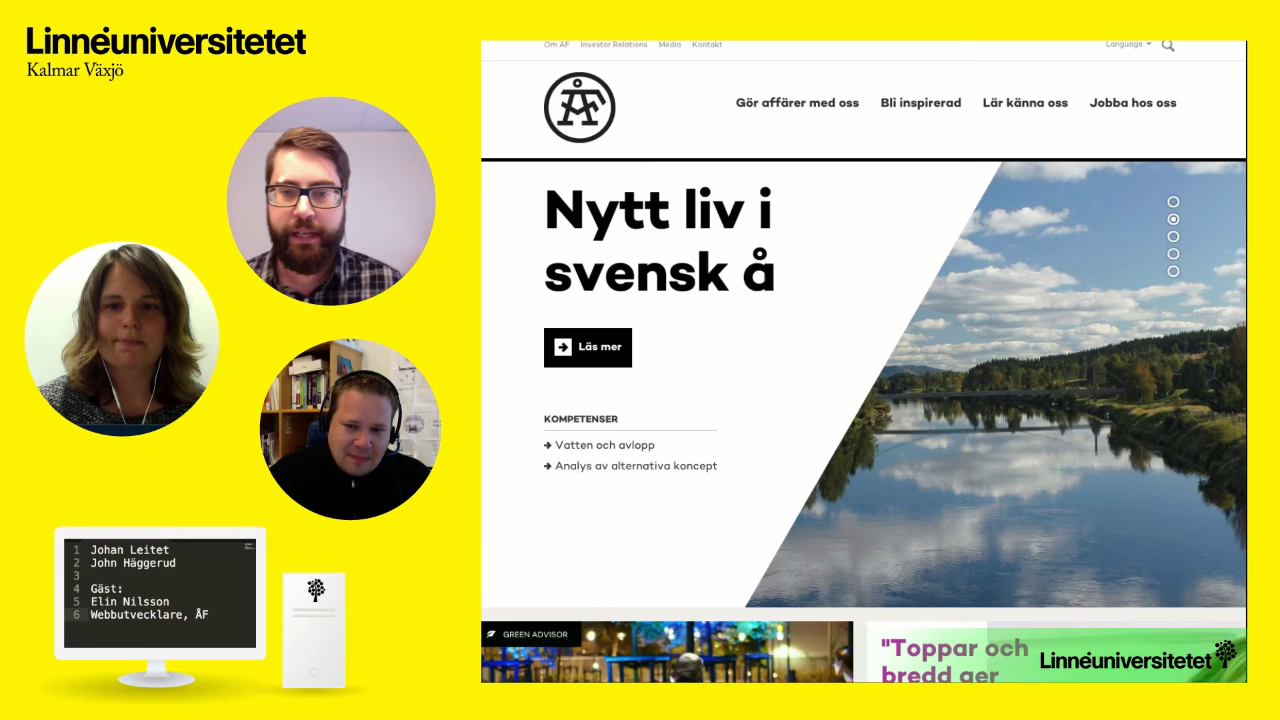 Linnéuniversitetet
Kalmar Växjö
1 Johan Leitet
2 John Häggerud
3
4 Gäst:
5 Elin Nilsson
6 Webbutvecklare, ÅF
Om ÅF Investor Relations Media Kontakt
Language
ÅF
Gör affärer med oss Bli inspirerad Lär känna oss Jobba hos oss
Nytt liv i
svensk å
Läs mer
KOMPETENSER
Vatten och avlopp
Analys av alternativa koncept
GREEN ADVISOR
"Toppar och
bredd ger
Linnéuniversitetet